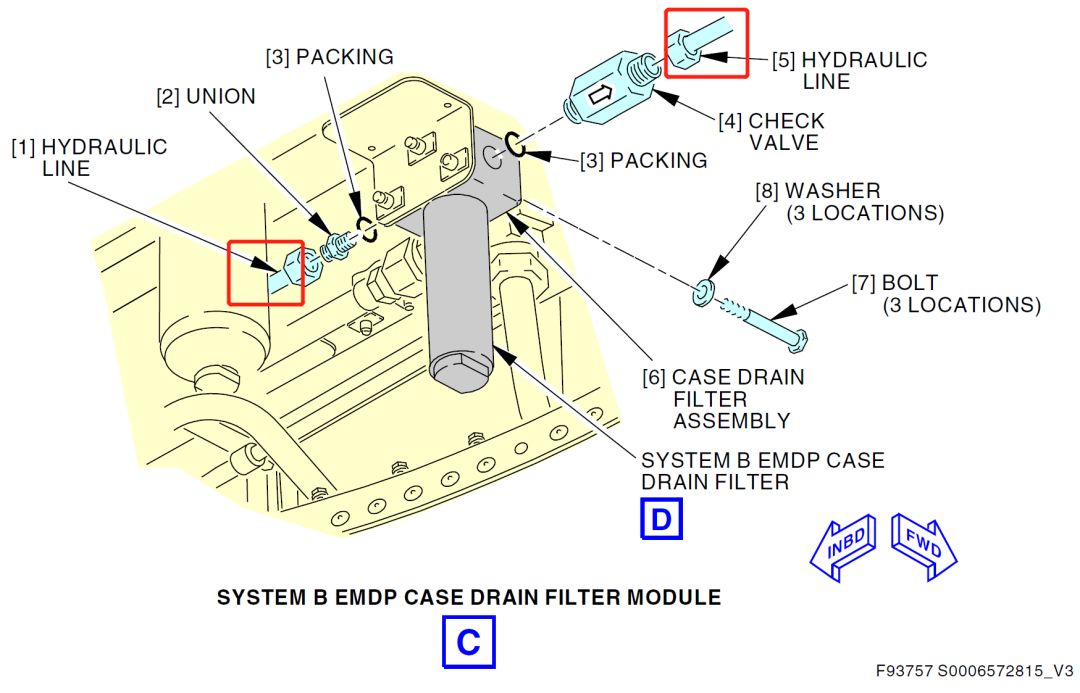 [3] PACKING
[2] UNION
[1] HYDRAULIC
LINE
[5] HYDRAULIC
LINE
[4] CHECK
VALVE
[3] PACKING
[8] WASHER
(3 LOCATIONS)
[7] BOLT
(3 LOCATIONS)
[6] CASE DRAIN
FILTER
ASSEMBLY
SYSTEM B EMDP CASE
DRAIN FILTER
D
INBD
FWD
SYSTEM B EMDP CASE DRAIN FILTER MODULE
C
F93757 S0006572815_V3